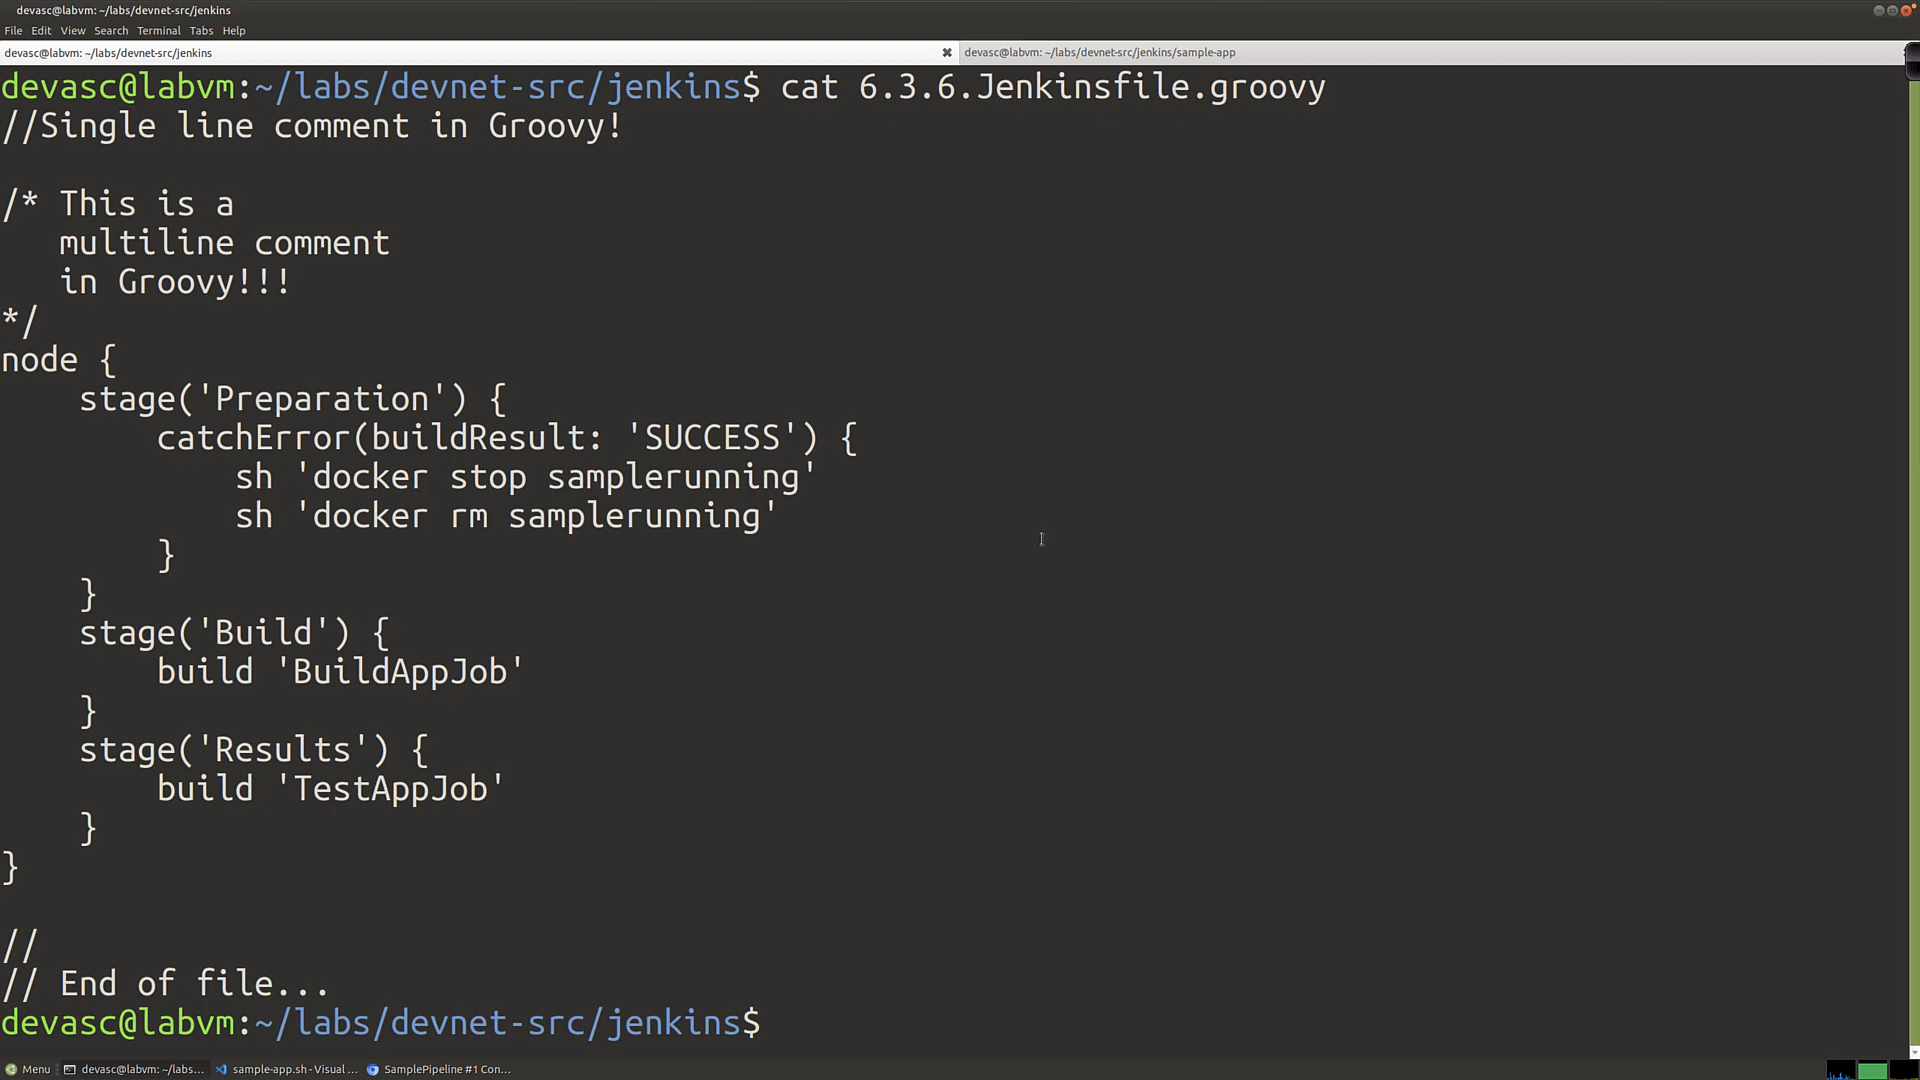 devasc@labvm: ~/labs/devnet-src/jenkins
File Edit View Search Terminal Tabs Help
devasc@labvm: ~/labs/devnet-src/jenkins
devasc@labvm: ~/labs/devnet-src/jenkins/sample-app
devasc@labvm:~/labs/devnet-src/jenkins$ cat 6.3.6.Jenkinsfile.groovy
//Single line comment in Groovy!
/* This is a
   multiline comment
   in Groovy!!!
*/
node {
    stage('Preparation') {
        catchError(buildResult: 'SUCCESS') {
            sh 'docker stop samplerunning'
            sh 'docker rm samplerunning'
        }
    }
    stage('Build') {
        build 'BuildAppJob'
    }
    stage('Results') {
        build 'TestAppJob'
    }
}
//
// End of file...
devasc@labvm:~/labs/devnet-src/jenkins$
Menu devasc@labvm: ~/labs... sample-app.sh - Visual ... SamplePipeline #1 Con...